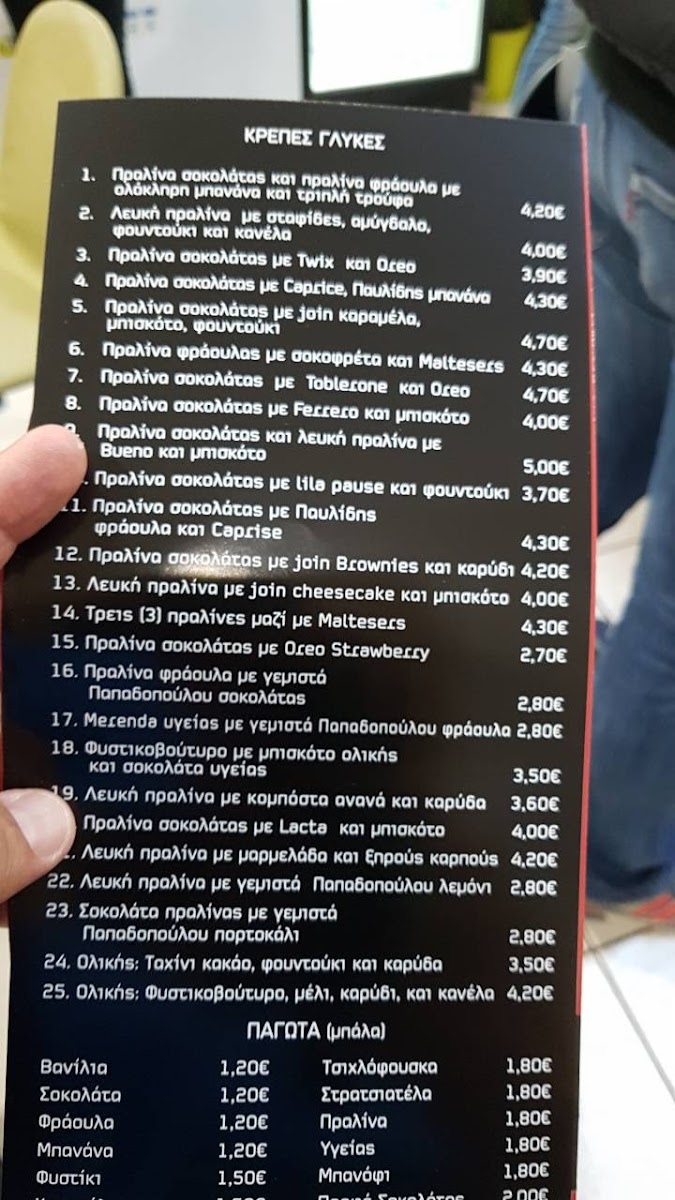 ΚΡΕΠΕΣ ΓΛΥΚΕΣ
1. Πραλίνα σοκολάτας και πραλίνα φράουλα με
ολόκληρη μπανάνα και τριπλή τρούφα 4,20€
2. Λευκή πραλίνα με σταφίδες, αμύγδαλο,
φουντούκι και κανέλα 4,00€
3. Πραλίνα σοκολάτας με Twix και Oreo 3,90€
4. Πραλίνα σοκολάτας με Caprice, Παυλίδης μπανάνα 4,30€
5. Πραλίνα σοκολάτας με join καραμέλα,
μπισκότο, φουντούκι 4,70€
6. Πραλίνα φράουλας με σοκοφρέτα και Maltesers 4,30€
7. Πραλίνα σοκολάτας με Toblerone και Oreo 4,70€
8. Πραλίνα σοκολάτας με Ferrero και μπισκότο 4,00€
9. Πραλίνα σοκολάτας και λευκή πραλίνα με
Bueno και μπισκότο 5,00€
. Πραλίνα σοκολάτας με lila pause και φουντούκι 3,70€
11. Πραλίνα σοκολάτας με Παυλίδης
φράουλα και Caprise 4,30€
12. Πραλίνα σοκολάτας με join Brownies και καρύδι 4,20€
13. Λευκή πραλίνα με join cheesecake και μπισκότο 4,00€
14. Τρεις (3) πραλίνες μαζί με Maltesers 4,30€
15. Πραλίνα σοκολάτας με Oreo Strawberry 2,70€
16. Πραλίνα φράουλα με γεμιστά
Παπαδοπούλου σοκολάτας 2,80€
17. Merenda υγείας με γεμιστά Παπαδοπούλου φράουλα 2,80€
18. Φυστικοβούτυρο με μπισκότο ολικής
και σοκολάτα υγείας 3,50€
19. Λευκή πραλίνα με κομπόστα ανανά και καρύδα 3,60€
Πραλίνα σοκολάτας με Lacta και μπισκότο 4,00€
. Λευκή πραλίνα με μαρμελάδα και ξηρούς καρπούς 4,20€
22. Λευκή πραλίνα με γεμιστά Παπαδοπούλου λεμόνι 2,80€
23. Σοκολάτα πραλίνας με γεμιστά
Παπαδοπούλου πορτοκάλι 2,80€
24. Ολικής: Ταχίνι κακάο, φουντούκι και καρύδα 3,50€
25. Ολικής: Φυστικοβούτυρο, μέλι, καρύδι, και κανέλα 4,20€
ΠΑΓΩΤΑ (μπάλα)
Βανίλια 1,20€ Τσιχλόφουσκα 1,80€
Σοκολάτα 1,20€ Στρατσιατέλα 1,80€
Φράουλα 1,20€ Πραλίνα 1,80€
Μπανάνα 1,20€ Υγείας 1,80€
Φυστίκι 1,50€ Μπανόφι 1,80€
Σοκολάτας 2,00€